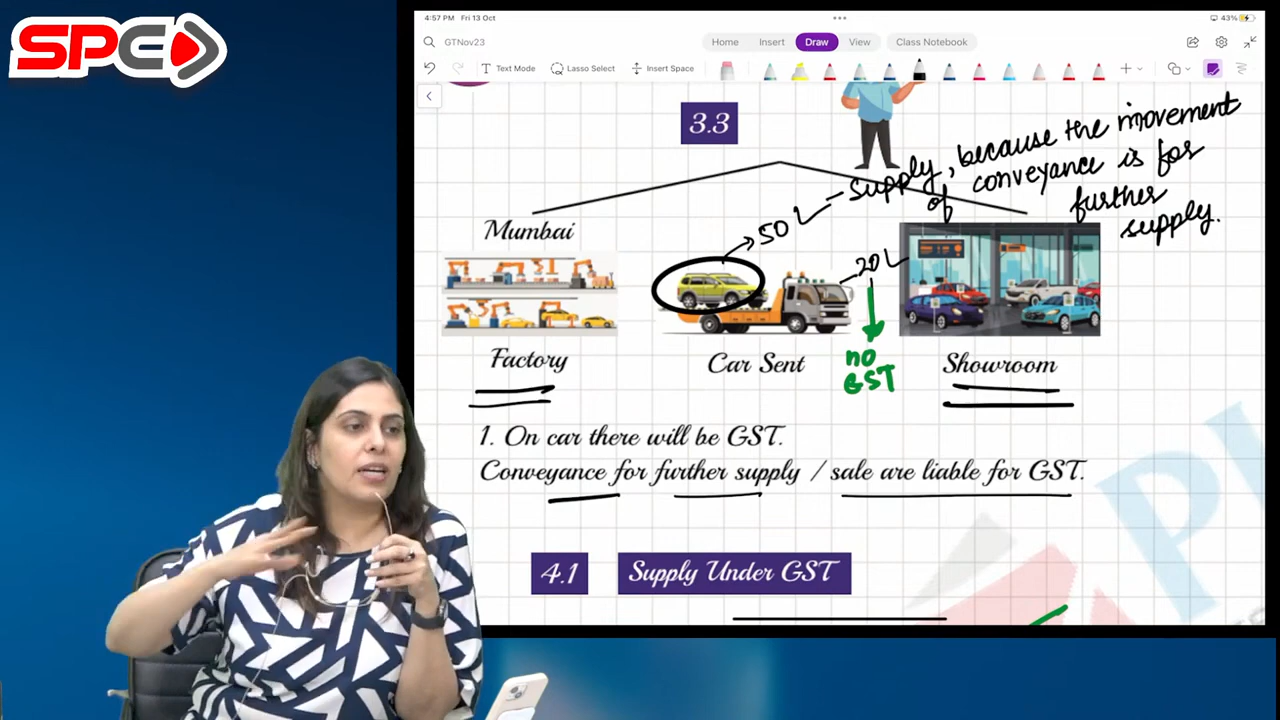 SPC
4:57 PM Fri 13 Oct
43%
GTNov23
Home Insert Draw View Class Notebook
Text Mode Lasso Select Insert Space
3.3
Supply, because the movement
of conveyance is for
further
supply.
50 L
20 L
no
GST
Mumbai
Factory
Car Sent
Showroom
1. On car there will be GST.
Conveyance for further supply / sale are liable for GST.
4.1 Supply Under GST